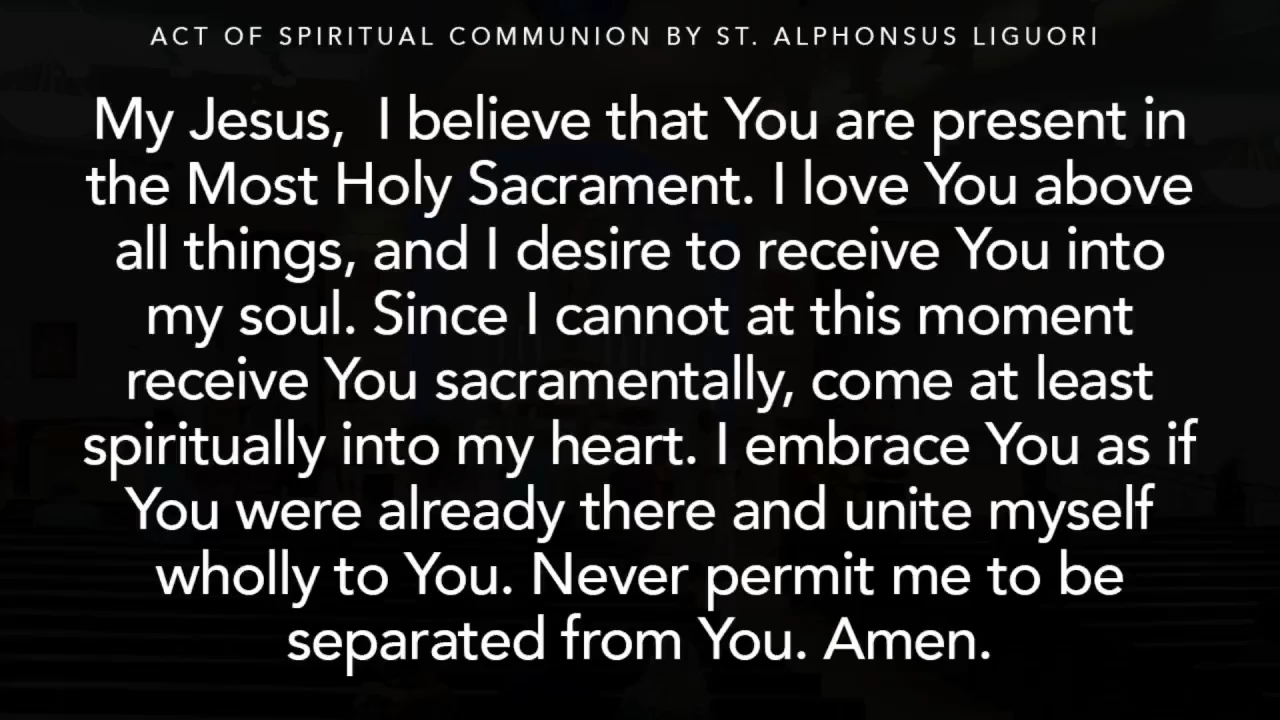 ACT OF SPIRITUAL COMMUNION BY ST. ALPHONSUS LIGUORI
My Jesus,  I believe that You are present in
the Most Holy Sacrament. I love You above
all things, and I desire to receive You into
my soul. Since I cannot at this moment
receive You sacramentally, come at least
spiritually into my heart. I embrace You as if
You were already there and unite myself
wholly to You. Never permit me to be
separated from You. Amen.